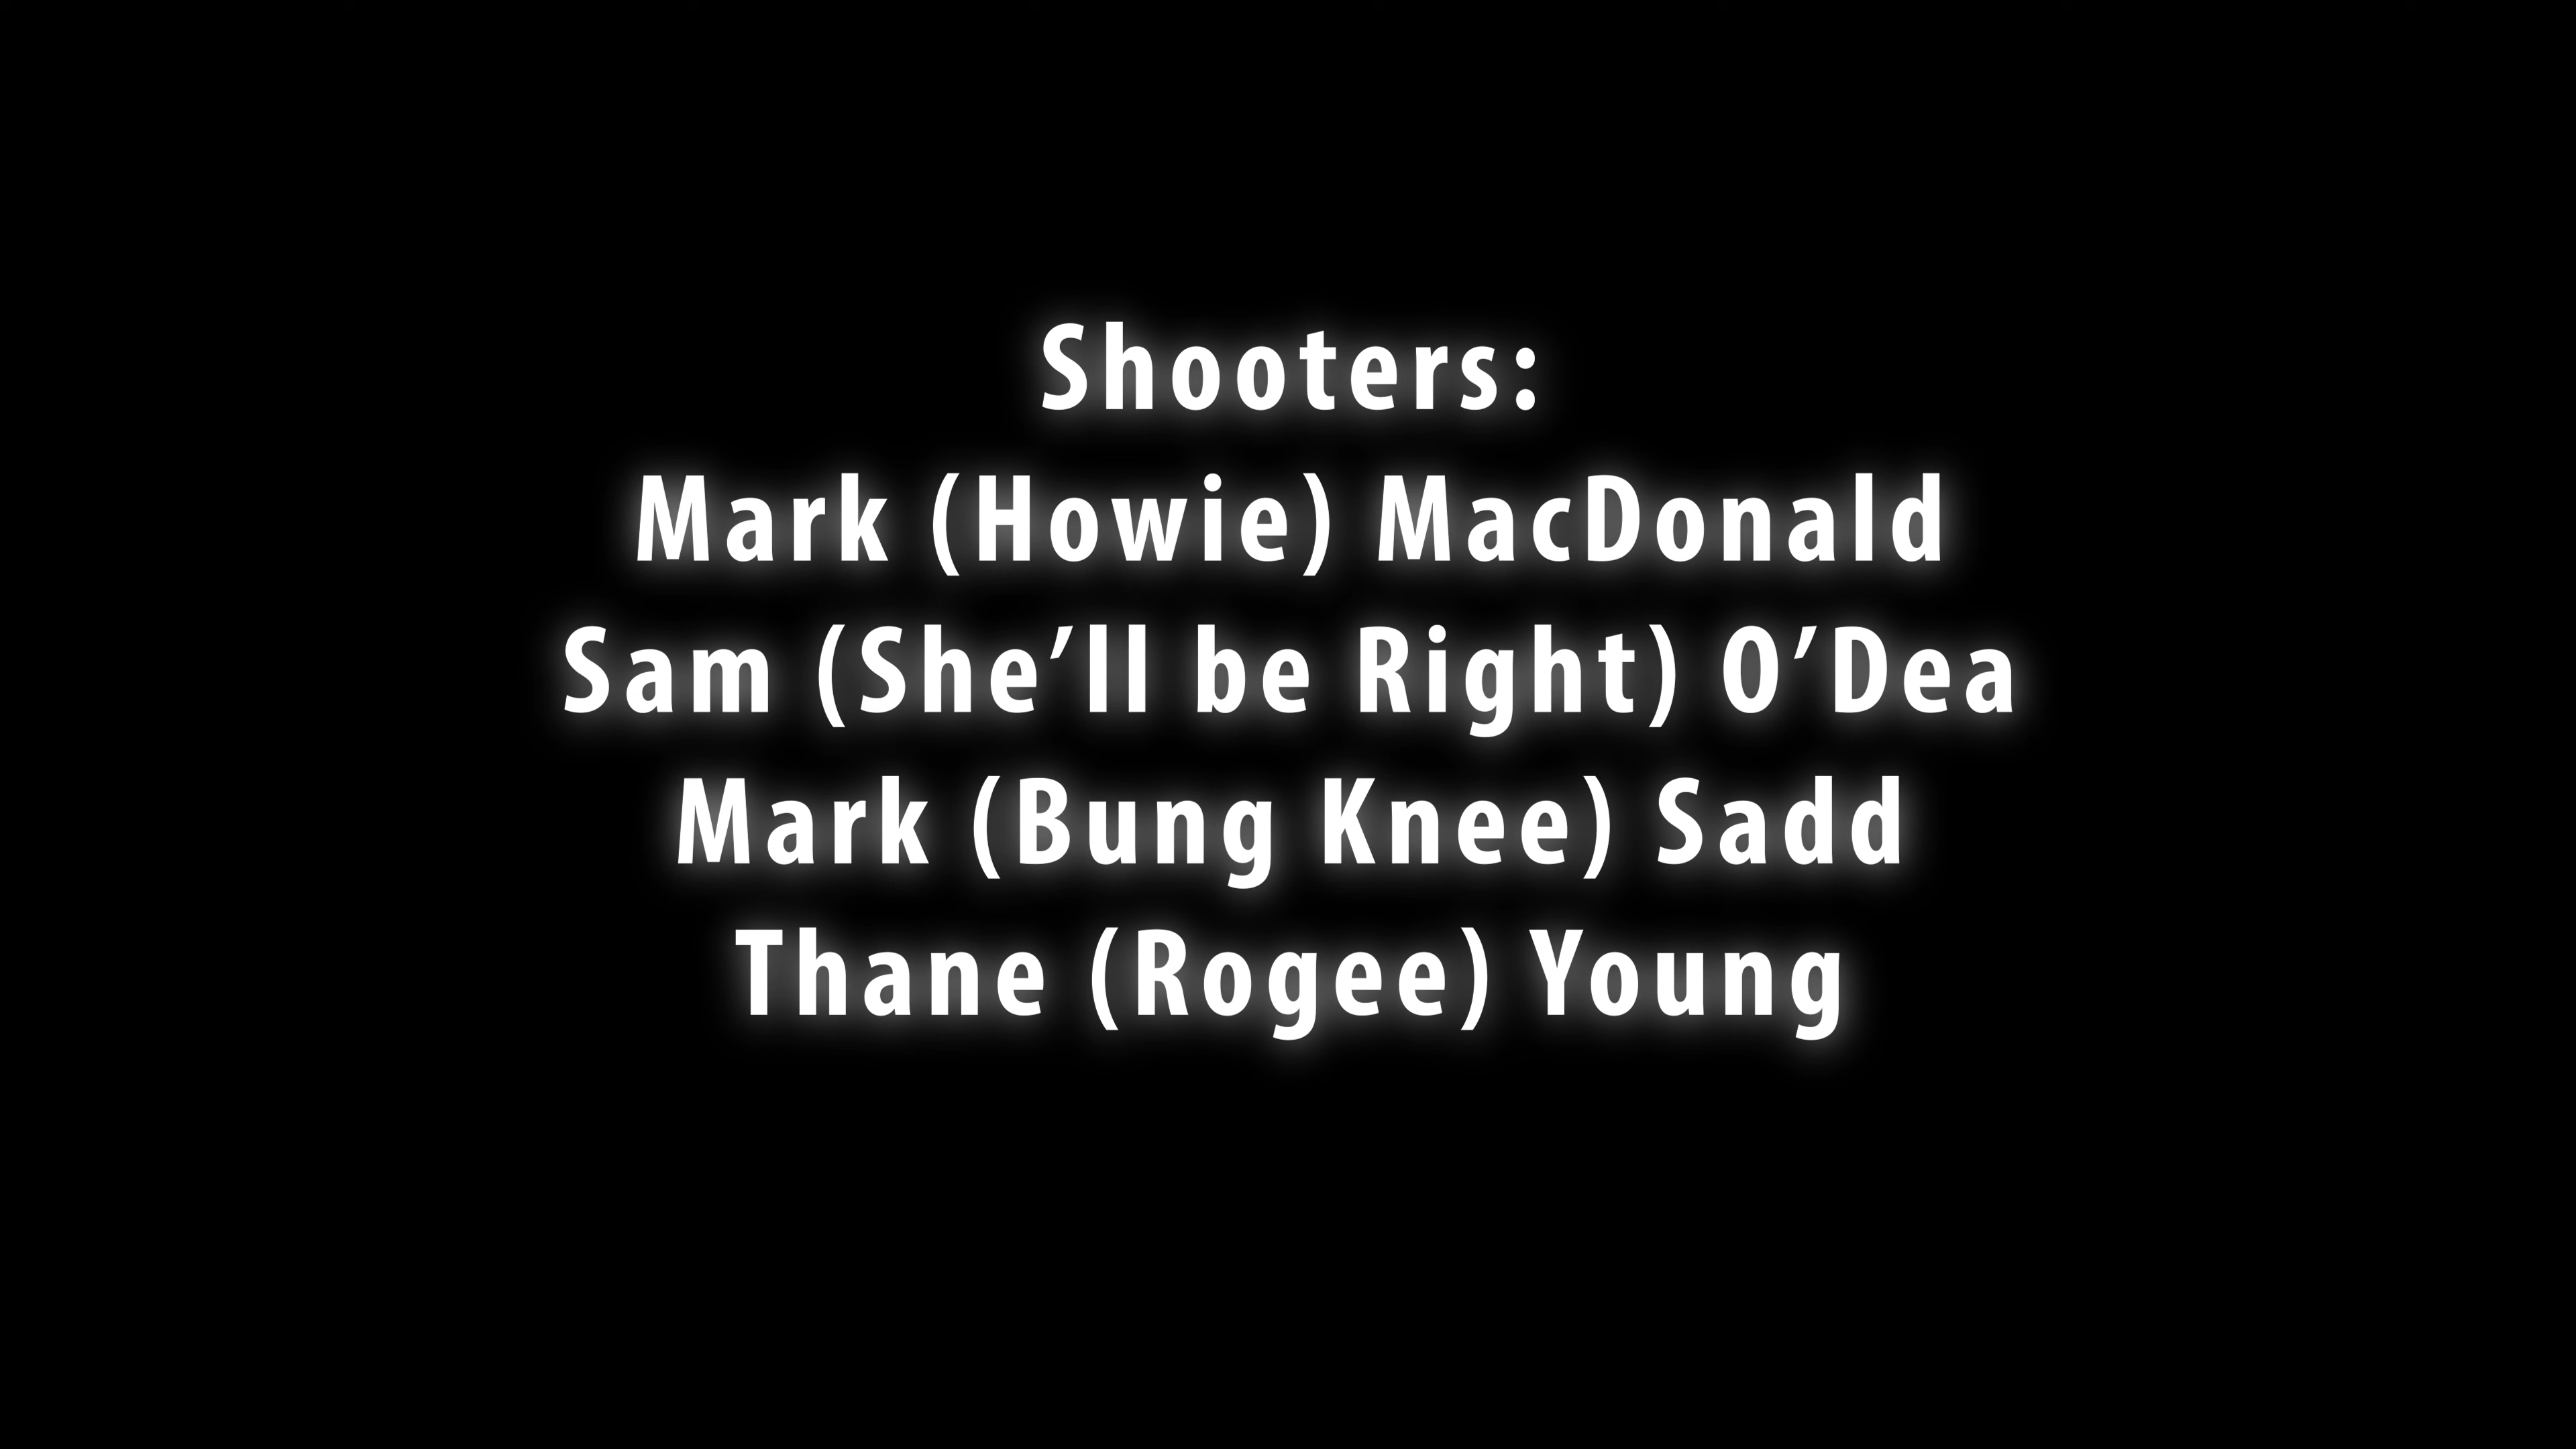 Shooters:
Mark (Howie) MacDonald
Sam (She’ll be Right) O’Dea
Mark (Bung Knee) Sadd
Thane (Rogee) Young